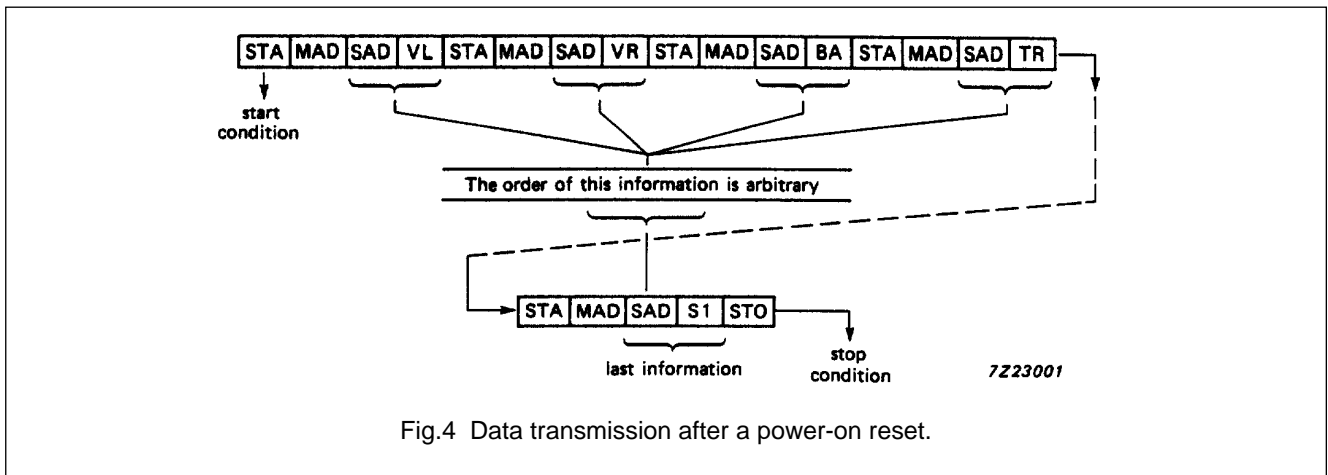 STA MAD SAD VL STA MAD SAD VR STA MAD SAD BA STA MAD SAD TR
start
condition
The order of this information is arbitrary
STA MAD SAD S1 STO
last information
stop
condition
7Z23001
Fig.4 Data transmission after a power-on reset.